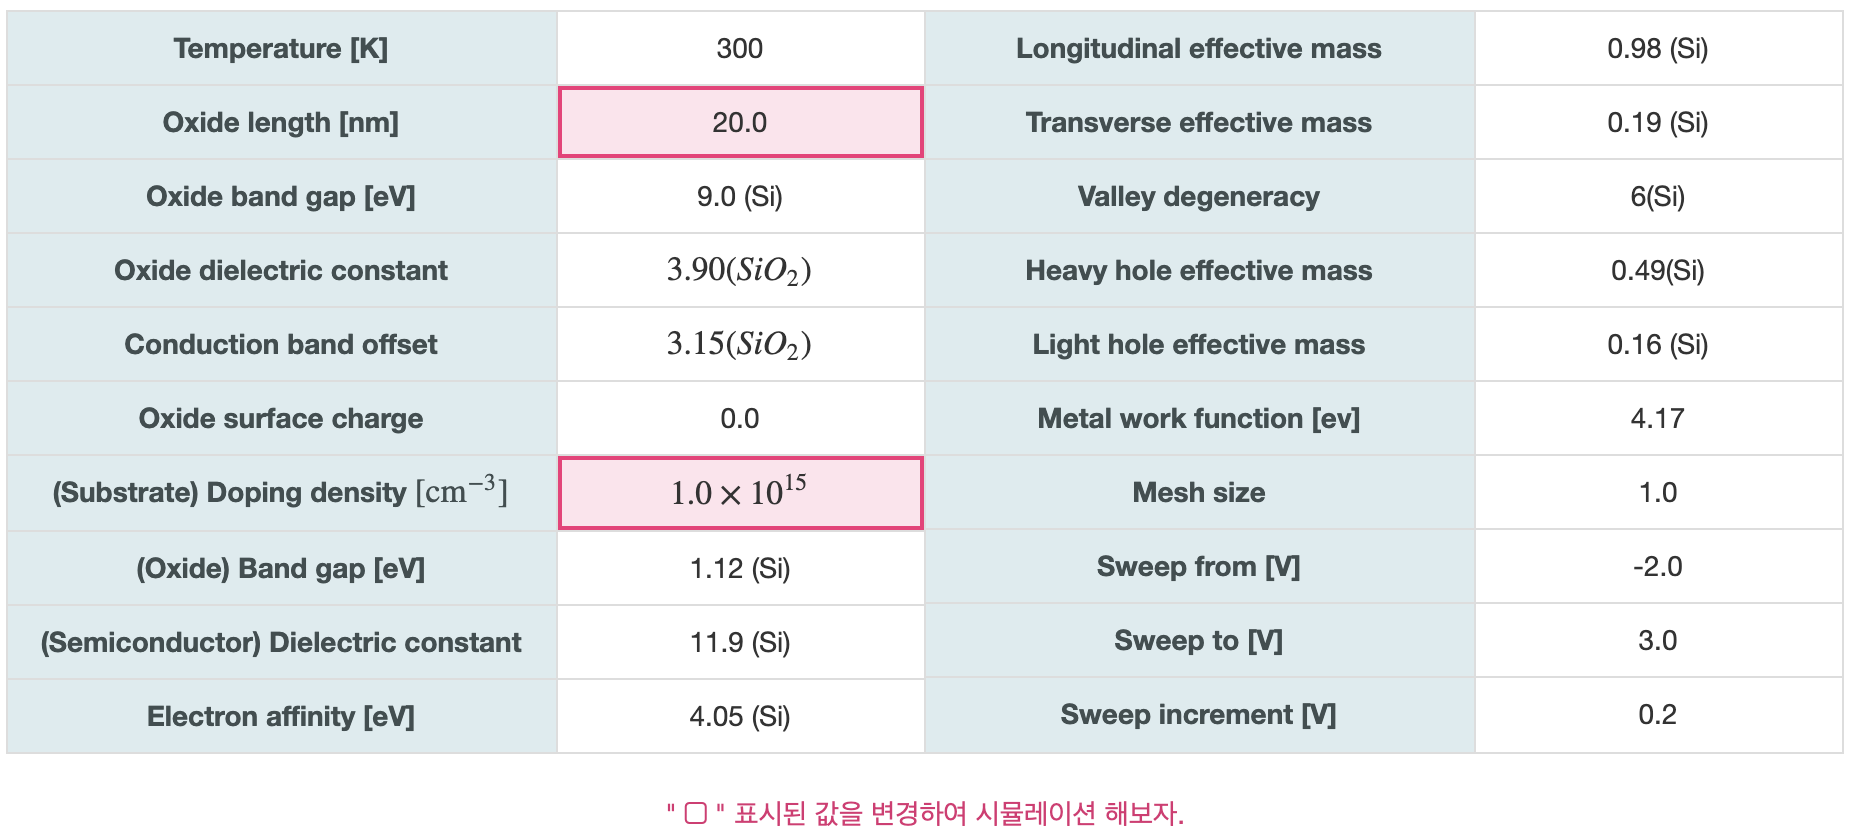 Temperature [K] 300 Longitudinal effective mass 0.98 (Si)
Oxide length [nm] 20.0 Transverse effective mass 0.19 (Si)
Oxide band gap [eV] 9.0 (Si) Valley degeneracy 6(Si)
Oxide dielectric constant 3.90(SiO₂) Heavy hole effective mass 0.49(Si)
Conduction band offset 3.15(SiO₂) Light hole effective mass 0.16 (Si)
Oxide surface charge 0.0 Metal work function [ev] 4.17
(Substrate) Doping density [cm⁻³] 1.0 × 10¹⁵ Mesh size 1.0
(Oxide) Band gap [eV] 1.12 (Si) Sweep from [V] -2.0
(Semiconductor) Dielectric constant 11.9 (Si) Sweep to [V] 3.0
Electron affinity [eV] 4.05 (Si) Sweep increment [V] 0.2
" ▢ " 표시된 값을 변경하여 시뮬레이션 해보자.